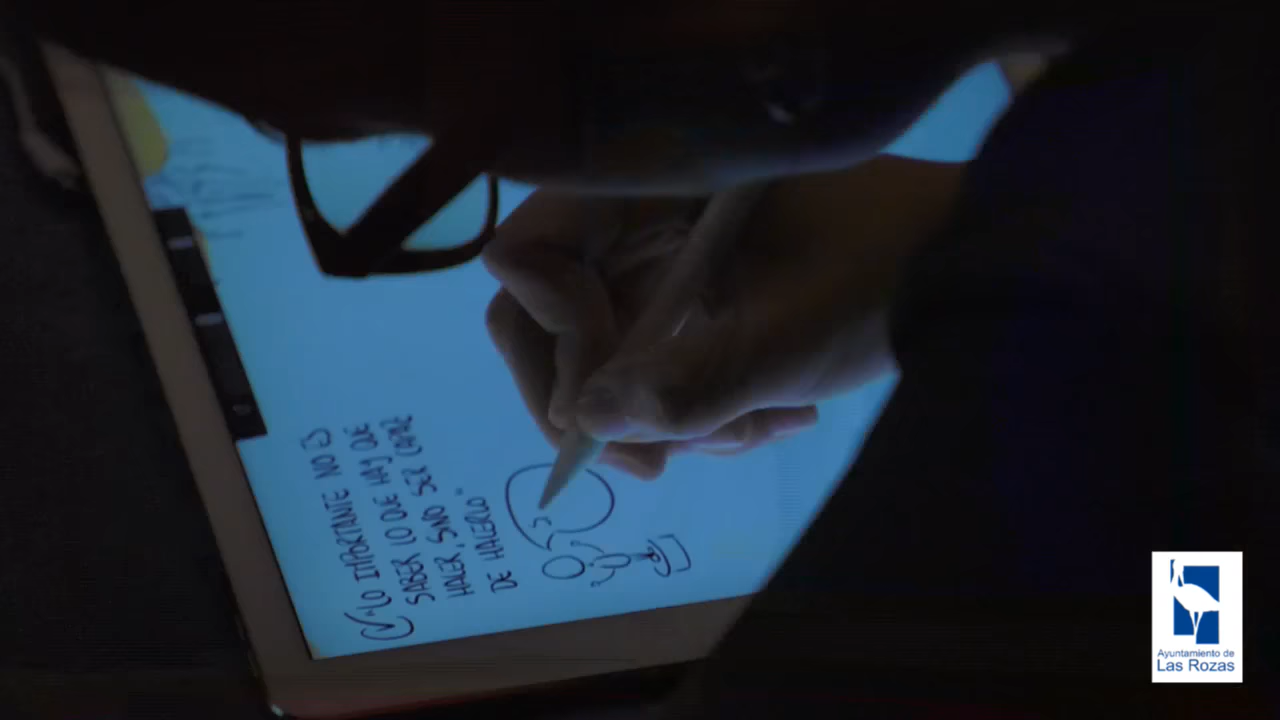 "LO IMPORTANTE NO ES
SABER LO QUE HAY QUE
HACER, SINO SER CAPAZ
DE HACERLO"
Ayuntamiento de
Las Rozas